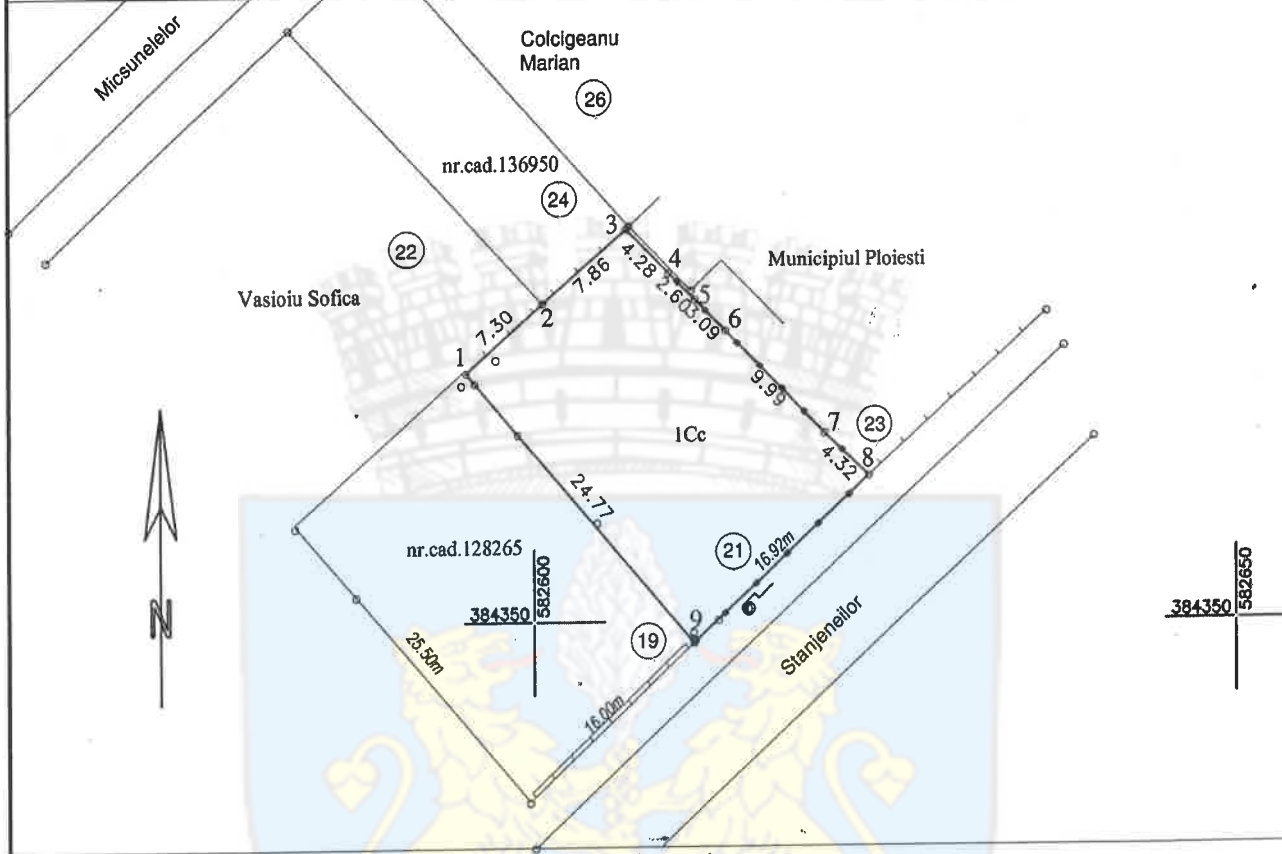 Micsunelelor
Colcigeanu
Marian
26
nr.cad.136950
24
22
3
4
4.28
Municipiul Ploiesti
7.86
2.60
5
Vasioiu Sofica
2
3.09
6
7.30
1
9.99
7
23
1Cc
8
4.32
24.77
nr.cad.128265
21
16.92m
582600
384350
582650
384350
N
9
19
Stanjeneilor
25.50m
16.00m